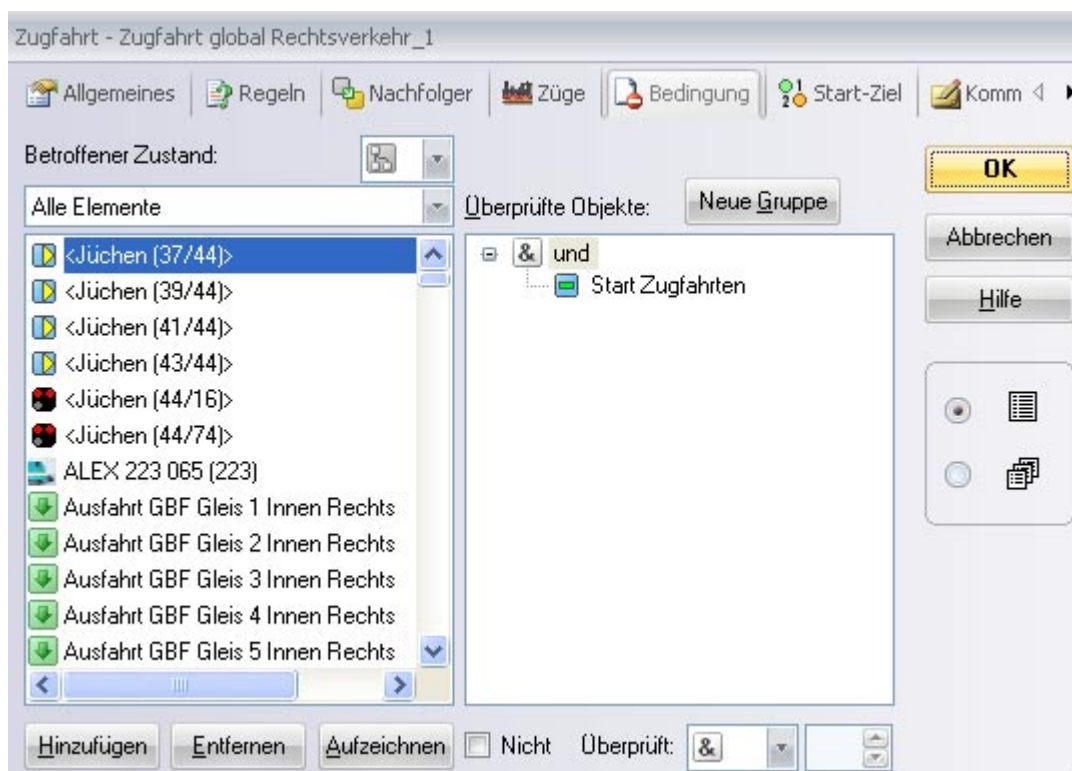 Zugfahrt - Zugfahrt global Rechtsverkehr_1
Allgemeines Regeln Nachfolger Züge Bedingung Start-Ziel Komm
Betroffener Zustand:
Alle Elemente
<Jüchen (37/44)>
<Jüchen (39/44)>
<Jüchen (41/44)>
<Jüchen (43/44)>
<Jüchen (44/16)>
<Jüchen (44/74)>
ALEX 223 065 (223)
Ausfahrt GBF Gleis 1 Innen Rechts
Ausfahrt GBF Gleis 2 Innen Rechts
Ausfahrt GBF Gleis 3 Innen Rechts
Ausfahrt GBF Gleis 4 Innen Rechts
Ausfahrt GBF Gleis 5 Innen Rechts
Überprüfte Objekte: Neue Gruppe
& und
Start Zugfahrten
OK
Abbrechen
Hilfe
Hinzufügen Entfernen Aufzeichnen Nicht Überprüft: &